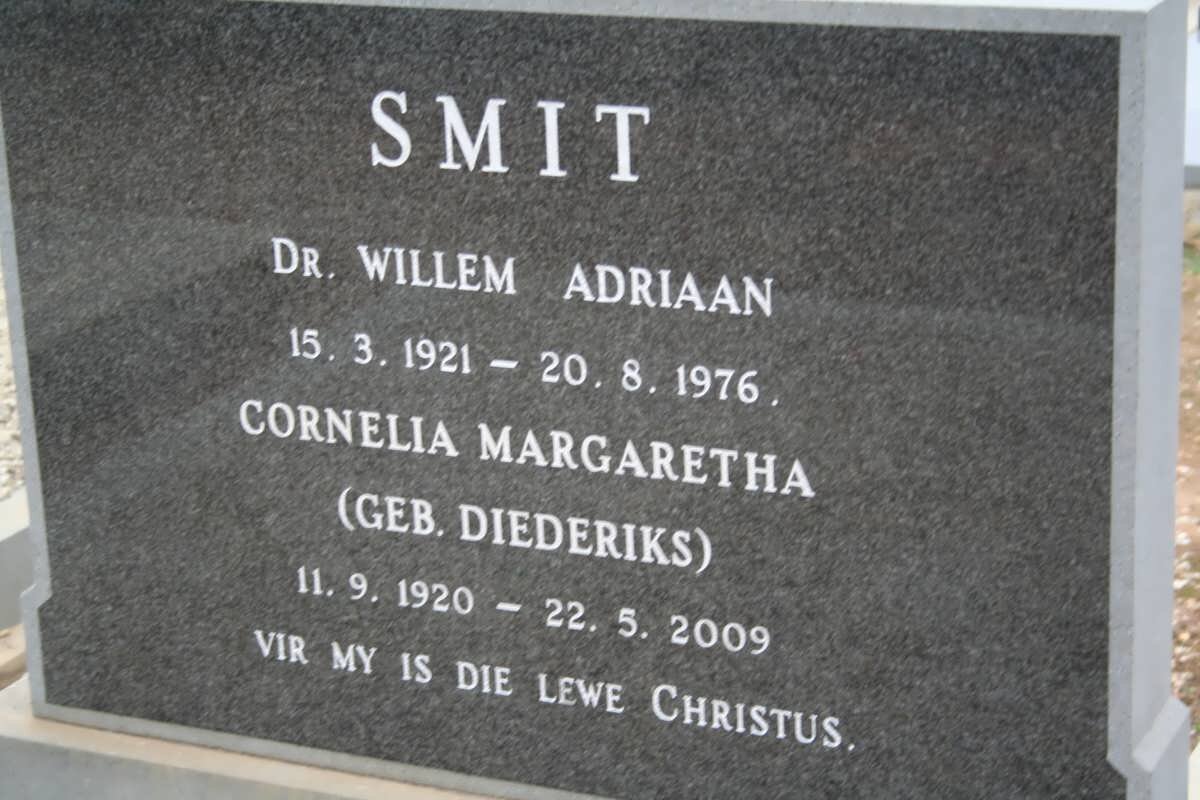 SMIT
DR. WILLEM ADRIAAN
15. 3. 1921 – 20. 8. 1976.
CORNELIA MARGARETHA
(GEB. DIEDERIKS)
11. 9. 1920 – 22. 5. 2009
VIR MY IS DIE LEWE CHRISTUS.